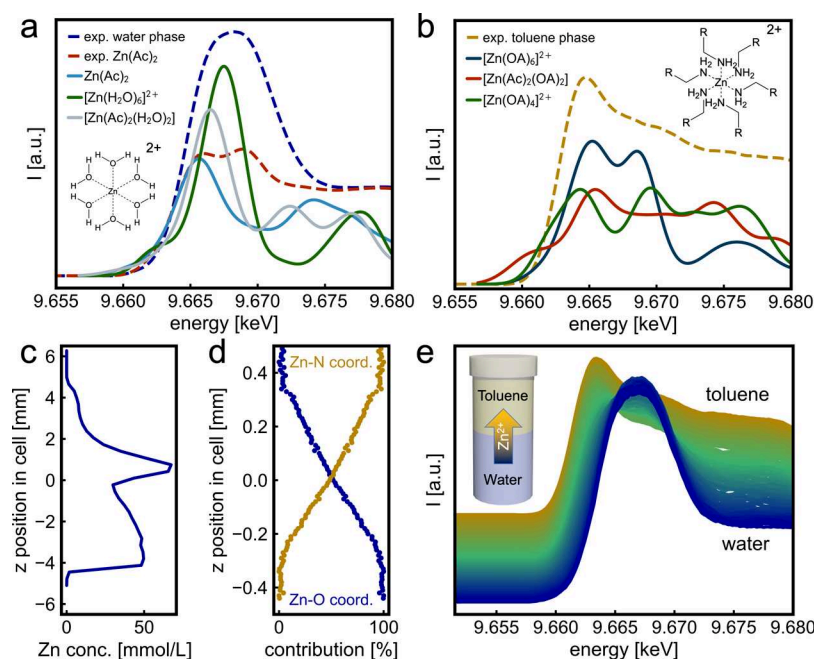 a
exp. water phase
exp. Zn(Ac)2
Zn(Ac)2
[Zn(H2O)6]2+
[Zn(Ac)2(H2O)2]
2+
H H
H O H
H O O H
Zn
H O O H
H O H
H H
I [a.u.]
9.655 9.660 9.665 9.670 9.675 9.680
energy [keV]
b
exp. toluene phase
[Zn(OA)6]2+
[Zn(Ac)2(OA)2]
[Zn(OA)4]2+
2+
R R
R H2 NH2 R
N NH2
Zn
N N
H2 NH2 H2
R R
I [a.u.]
9.655 9.660 9.665 9.670 9.675 9.680
energy [keV]
c
z position in cell [mm]
6
4
2
0
−2
−4
−6
0 50
Zn conc. [mmol/L]
d
z position in cell [mm]
0.4
0.2
0.0
−0.2
−0.4
Zn-N coord.
Zn-O coord.
0 100
contribution [%]
e
Toluene
Zn2+
Water
toluene
water
I [a.u.]
9.655 9.660 9.665 9.670 9.675 9.680
energy [keV]